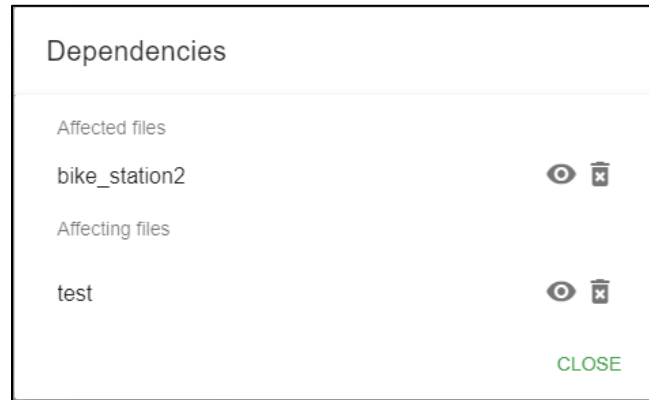 Dependencies
Affected files
bike_station2
Affecting files
test
CLOSE